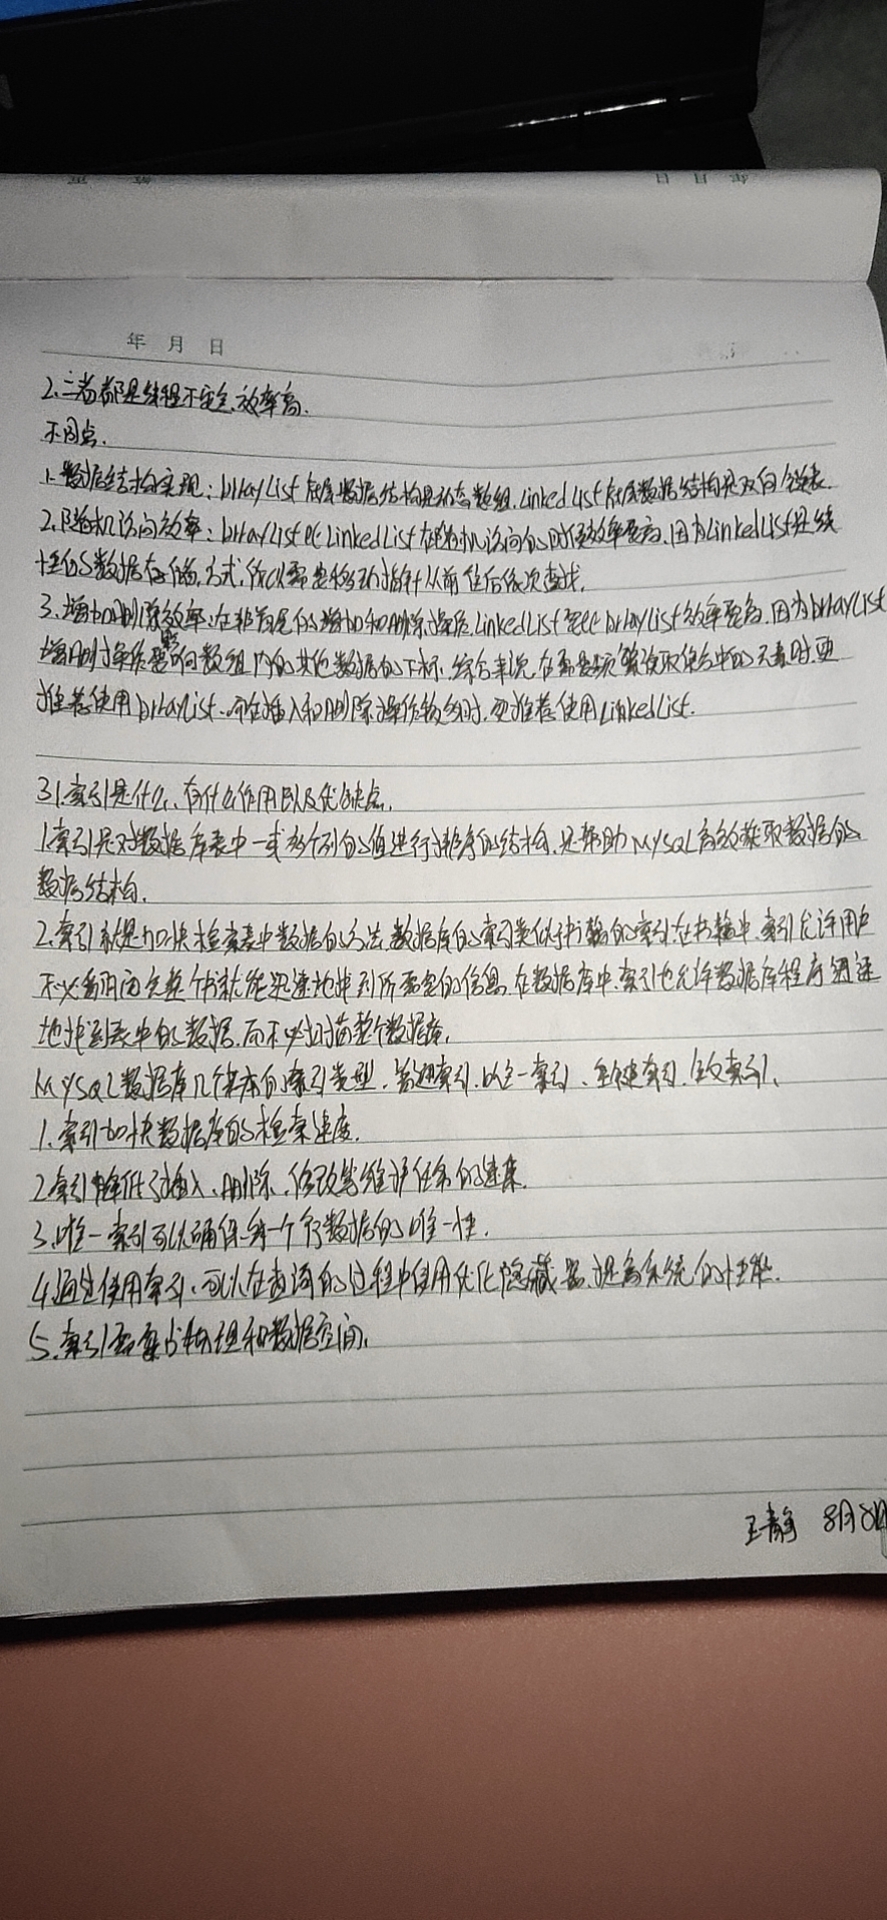 年 月 日
2.二者都是线程不安全,效率高.
不同点.
1.数据结构实现:ArrayList底层数据结构是动态数组,LinkedList底层数据结构是双向链表.
2.随机访问效率:ArrayList比LinkedList在随机访问的时候效率要高,因为LinkedList是线
性的数据存储方式,所以需要移动指针从前往后依次查找.
3.增加删除效率:在非首尾的增加和删除操作,LinkedList要比ArrayList效率要高,因为ArrayList
增删操作要影响数组内的其他数据的下标.综合来说,在需要频繁读取集合中的元素时,更
推荐使用ArrayList.而在插入和删除操作较多时,更推荐使用LinkedList.
31.索引是什么、有什么作用以及优缺点.
1.索引是对数据库表中一或多个列的值进行排序的结构,是帮助MySQL高效获取数据的
数据结构.
2.索引就是加快检索表中数据的方法,数据库的索引类似于书籍的索引.在书籍中,索引允许用户
不必翻阅完整个书就能迅速地找到所需要的信息.在数据库中,索引也允许数据库程序迅速
地找到表中的数据,而不必扫描整个数据库.
MySQL数据库几个基本的索引类型,普通索引,唯一索引、主键索引,全文索引、
1.索引加快数据库的检索速度.
2.索引降低了插入、删除、修改等维护任务的速度.
3.唯一索引可以确保每一个行数据的唯一性.
4.通过使用索引,可以在查询的过程中使用优化隐藏器,提高系统的性能.
5.索引需要占物理和数据空间.
王静 8月8日